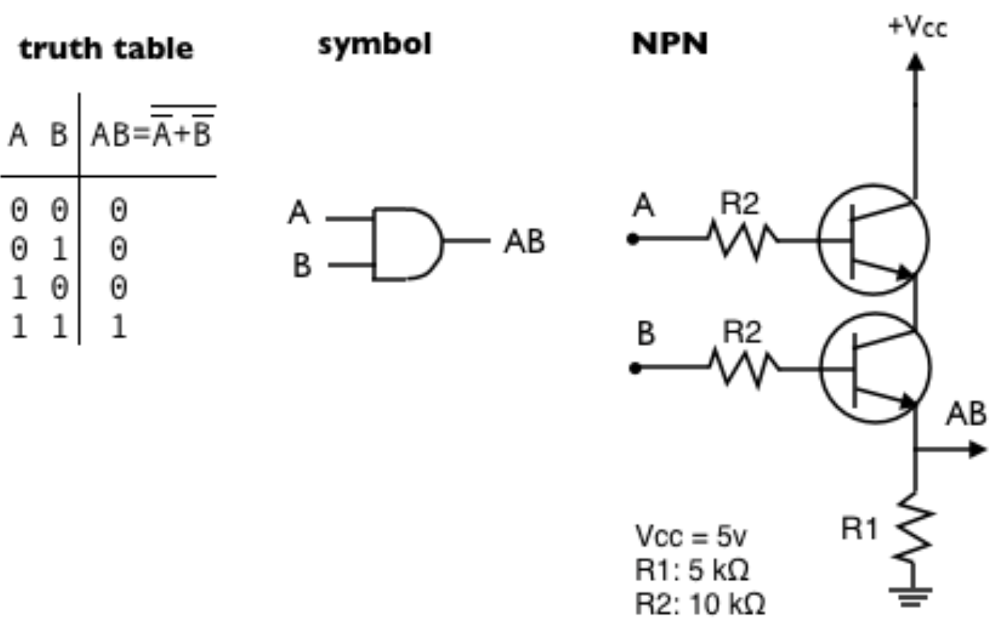 truth table
A B AB=A̿+B̿
0 0 0
0 1 0
1 0 0
1 1 1
symbol
A
B
AB
NPN
+Vcc
A
R2
B
R2
AB
R1
Vcc = 5v
R1: 5 kΩ
R2: 10 kΩ